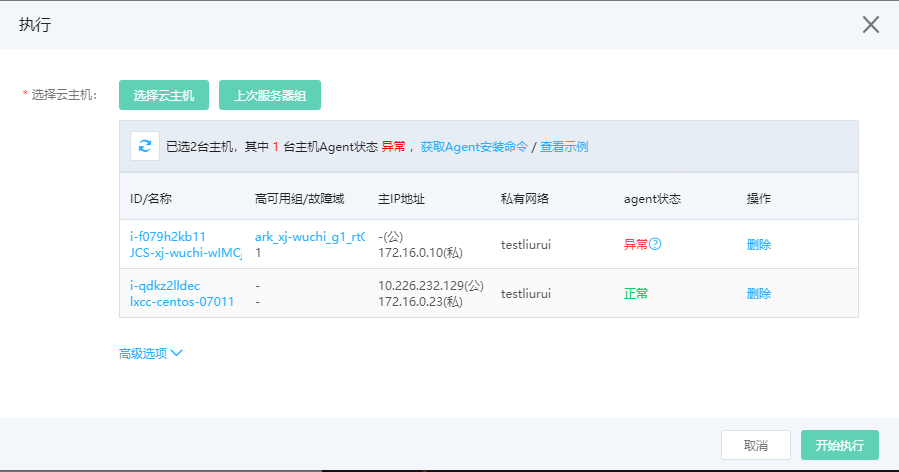 执行
* 选择云主机:
选择云主机
上次服务器组
已选2台主机，其中 1 台主机Agent状态 异常 ，获取Agent安装命令 / 查看示例
ID/名称 高可用组/故障域 主IP地址 私有网络 agent状态 操作
i-f079h2kb11 ark_xj-wuchi_g1_rt -(公)
JCS-xj-wuchi-wIMC 1 172.16.0.10(私) testliurui 异常 删除
i-qdkz2lldec - 10.226.232.129(公)
lxcc-centos-07011 - 172.16.0.23(私) testliurui 正常 删除
高级选项
取消 开始执行